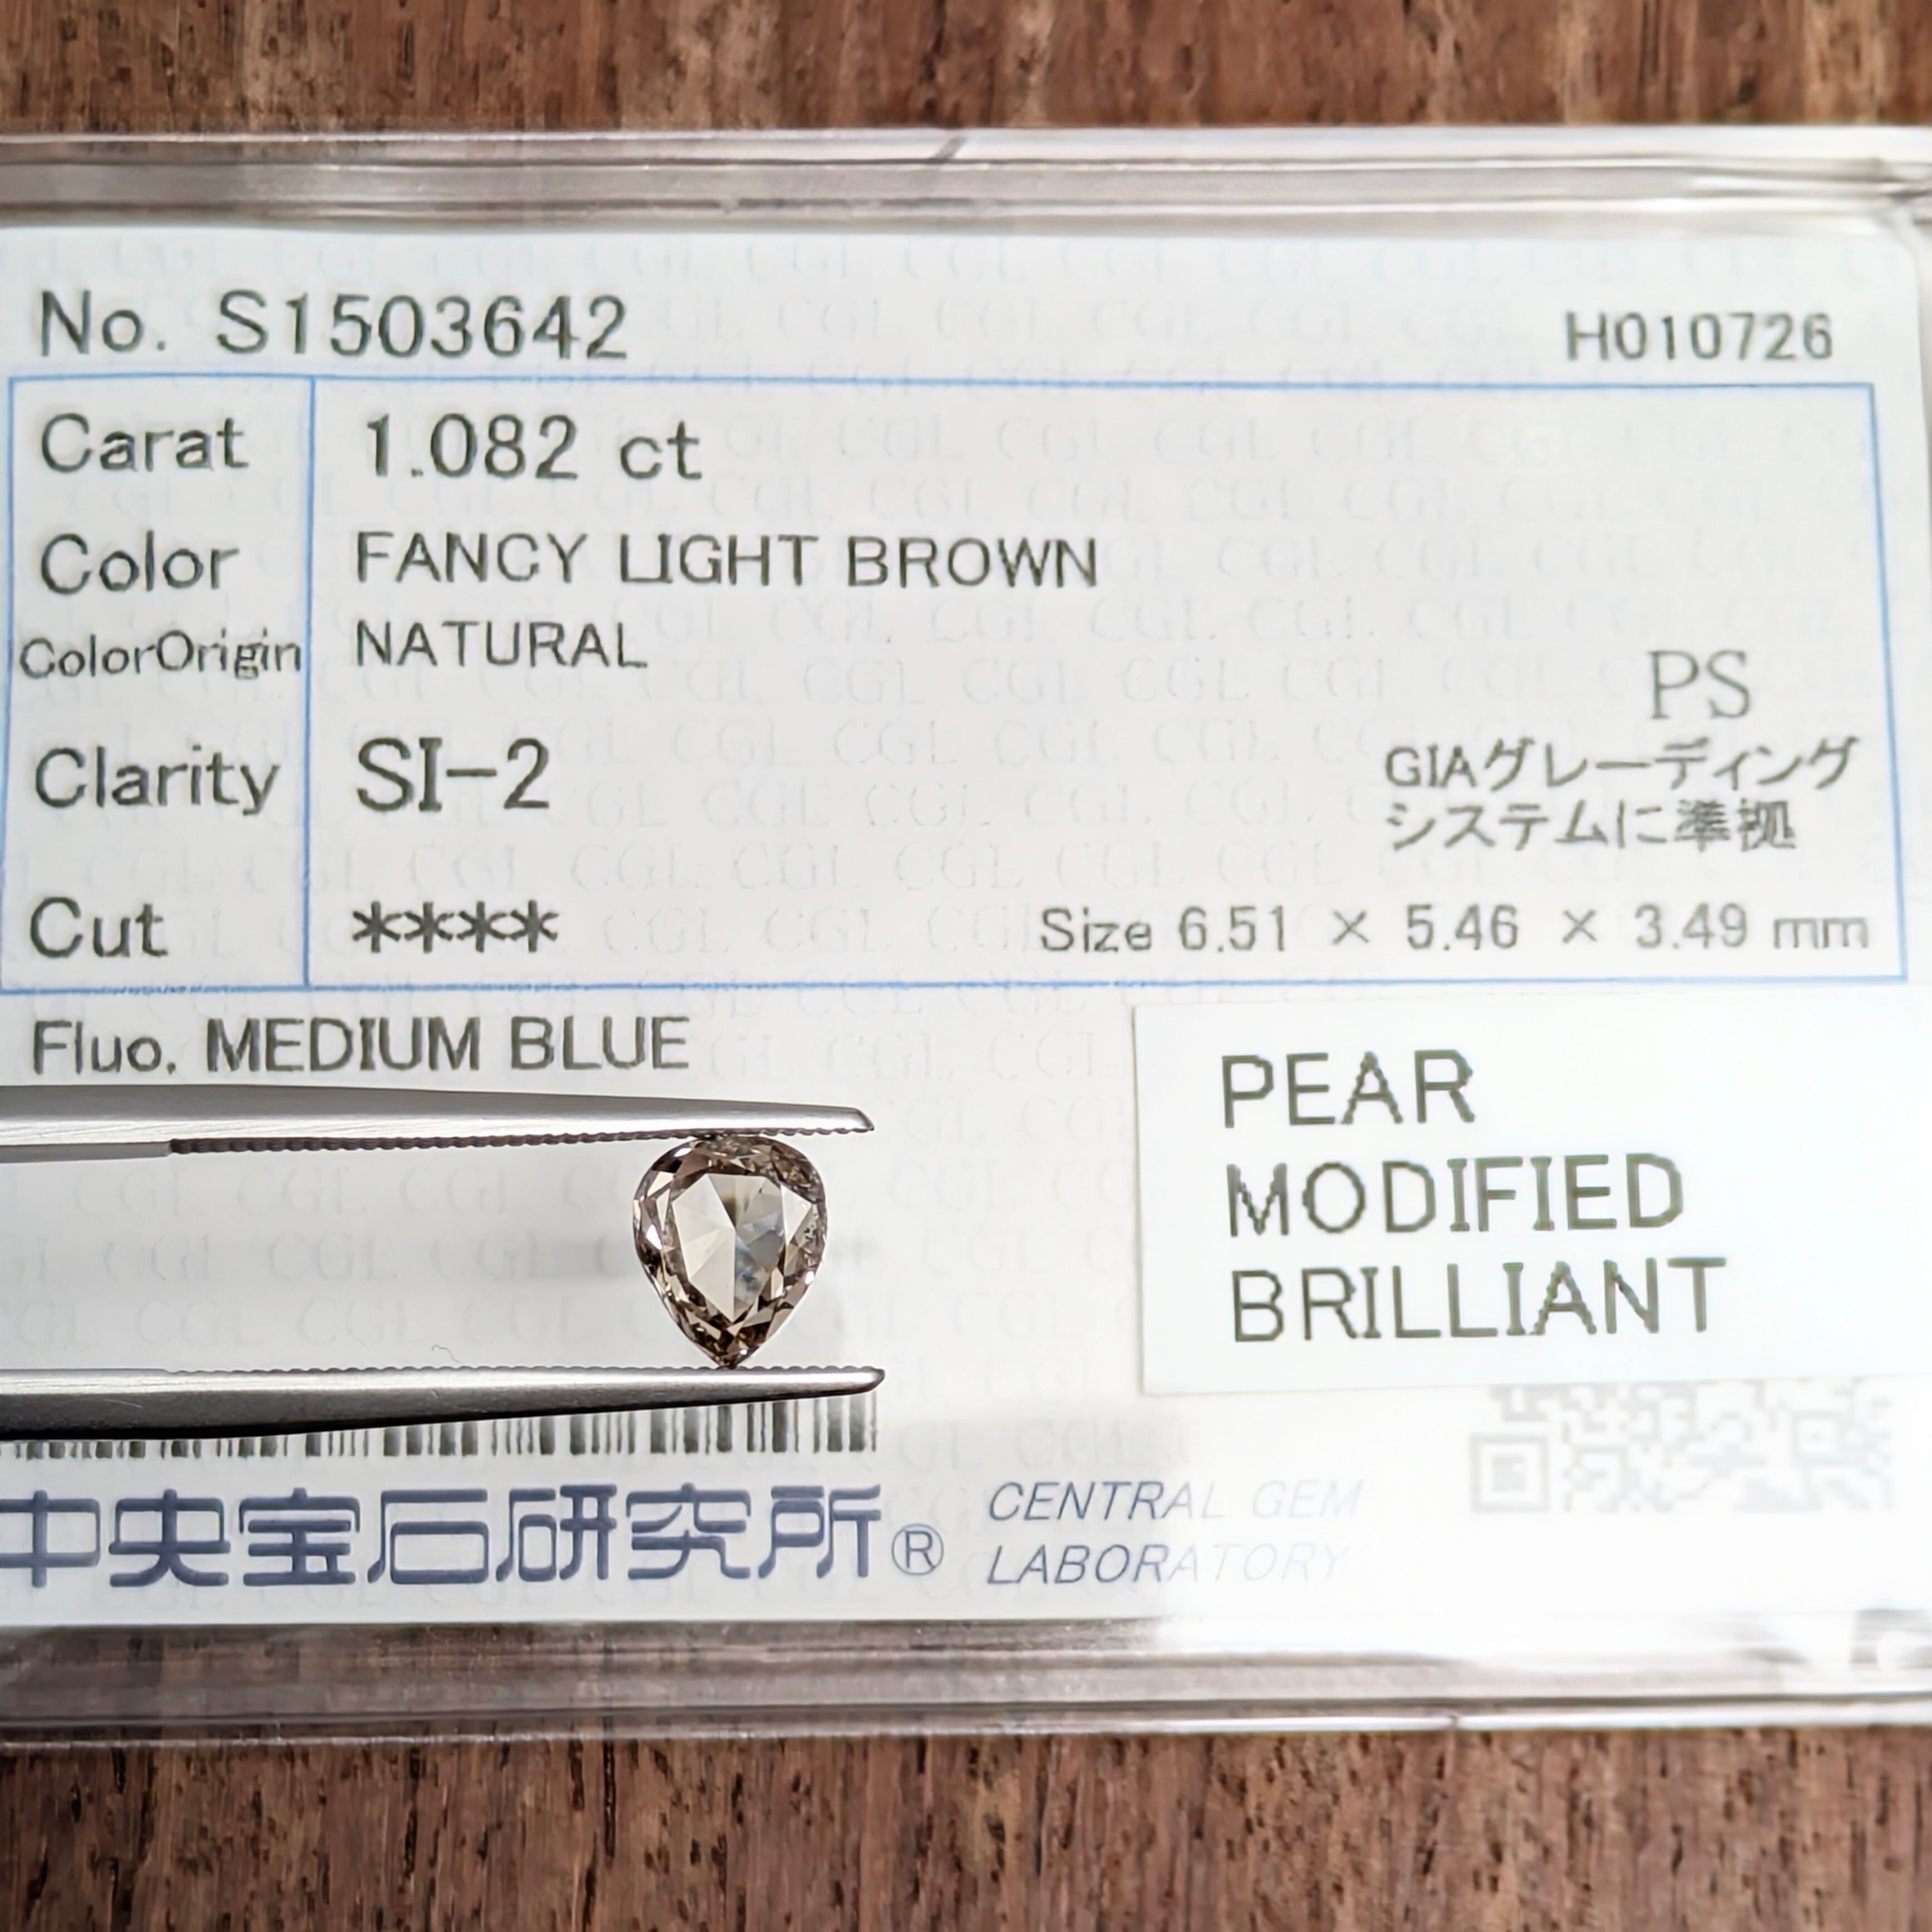 No. S1503642 H010726
Carat 1.082 ct
Color FANCY LIGHT BROWN
ColorOrigin NATURAL
PS
Clarity SI-2
GIAグレーディング
システムに準拠
Cut **** Size 6.51 × 5.46 × 3.49 mm
Fluo. MEDIUM BLUE
PEAR
MODIFIED
BRILLIANT
中央宝石研究所® CENTRAL GEM
LABORATORY